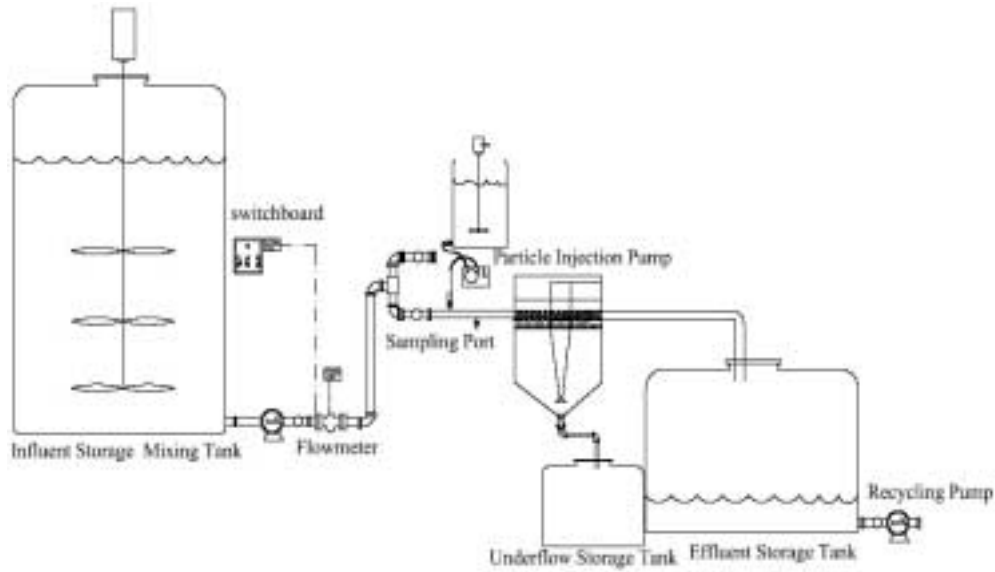 switchboard
Particle Injection Pump
Sampling Port
Influent Storage Mixing Tank
Flowmeter
Recycling Pump
Underflow Storage Tank
Effluent Storage Tank